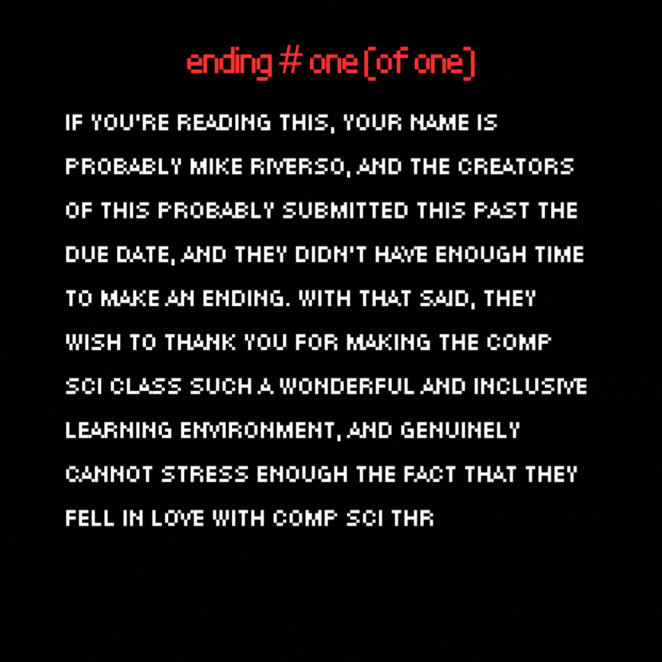 ending # one (of one)
IF YOU'RE READING THIS, YOUR NAME IS
PROBABLY MIKE RIVERSO, AND THE CREATORS
OF THIS PROBABLY SUBMITTED THIS PAST THE
DUE DATE, AND THEY DIDN'T HAVE ENOUGH TIME
TO MAKE AN ENDING. WITH THAT SAID, THEY
WISH TO THANK YOU FOR MAKING THE COMP
SCI CLASS SUCH A WONDERFUL AND INCLUSIVE
LEARNING ENVIRONMENT, AND GENUINELY
CANNOT STRESS ENOUGH THE FACT THAT THEY
FELL IN LOVE WITH COMP SCI THR